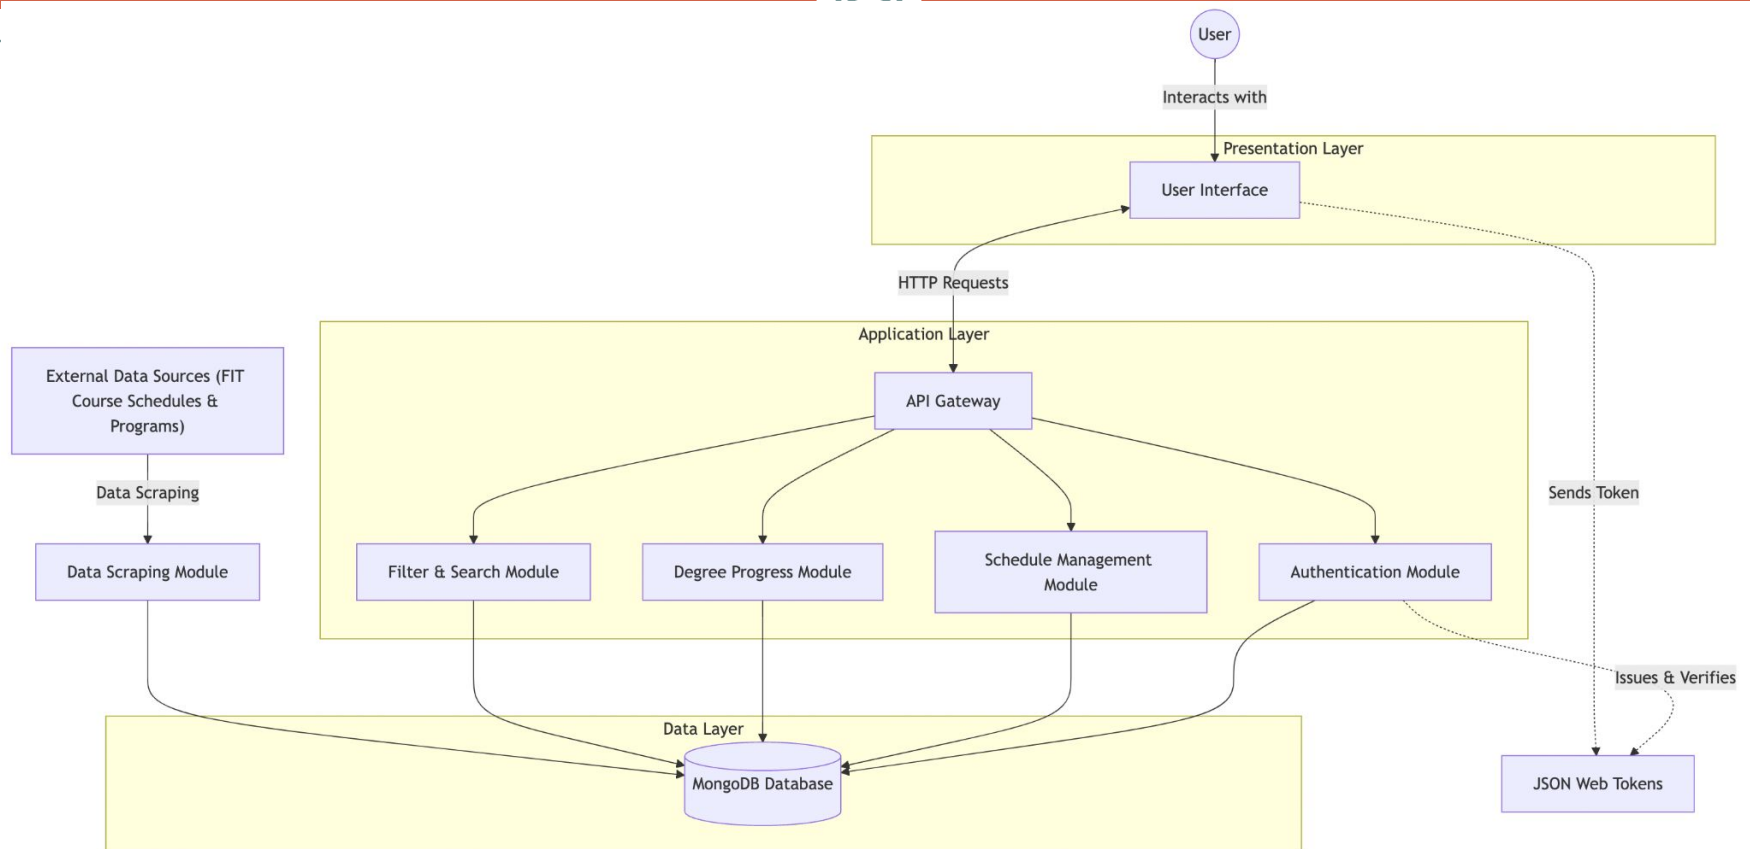 User
Interacts with
Presentation Layer
User Interface
HTTP Requests
Application Layer
External Data Sources (FIT
Course Schedules &
Programs)
API Gateway
Data Scraping
Sends Token
Data Scraping Module
Filter & Search Module
Degree Progress Module
Schedule Management
Module
Authentication Module
Issues & Verifies
Data Layer
MongoDB Database
JSON Web Tokens